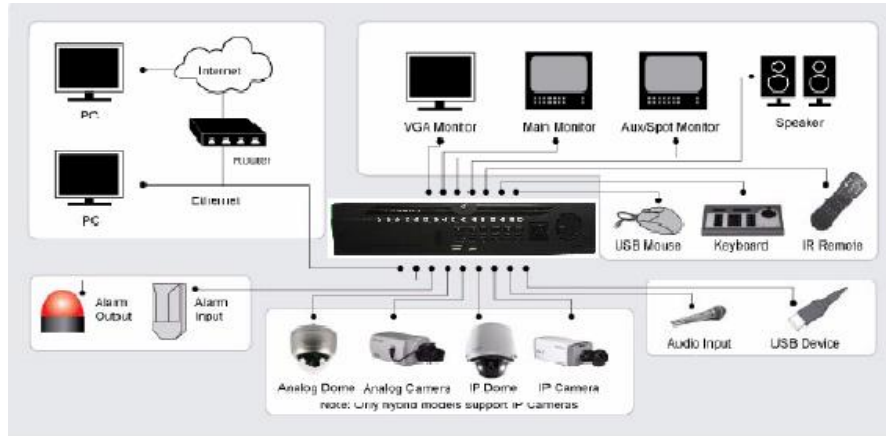 Internet
PC
Router
PC
Ethernet
VGA Monitor
Main Monitor
Aux/Spot Monitor
Speaker
USB Mouse
Keyboard
IR Remote
Alarm
Output
Alarm
Input
Analog Dome
Analog Camera
IP Dome
IP Camera
Note: Only hybrid models support IP Cameras
Audio Input
USB Device